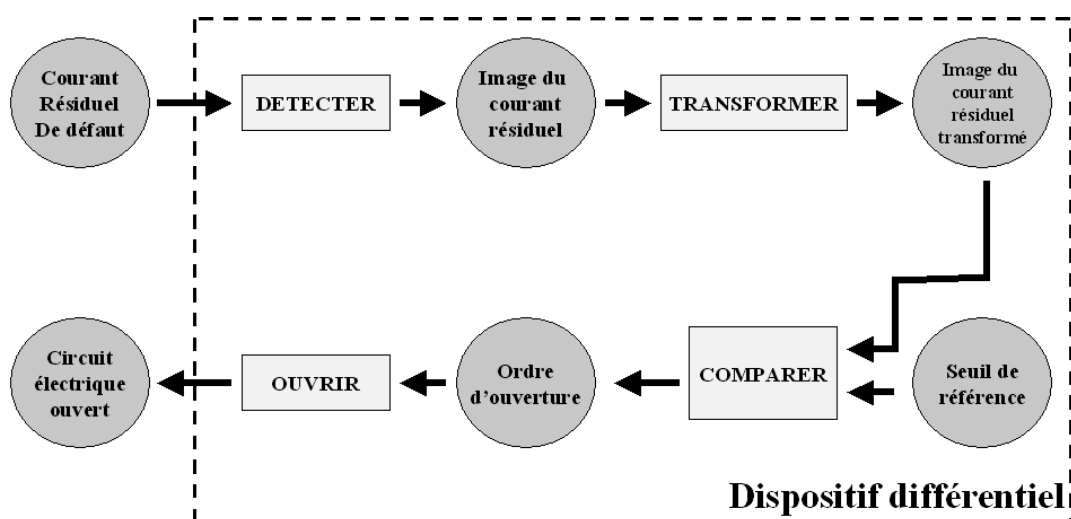 Courant
Résiduel
De défaut
DETECTER
Image du
courant
résiduel
TRANSFORMER
Image du
courant
résiduel
transformé
Circuit
électrique
ouvert
OUVRIR
Ordre
d'ouverture
COMPARER
Seuil de
référence
Dispositif différentiel